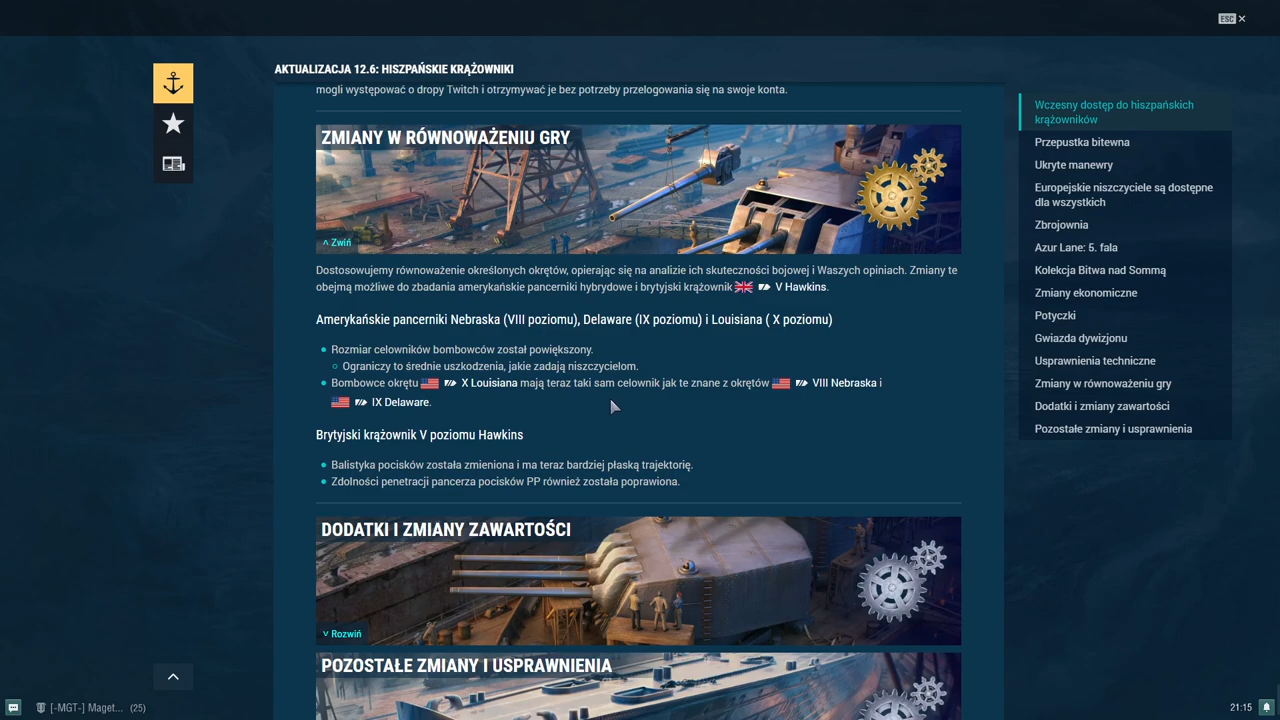 ESC ×
AKTUALIZACJA 12.6: HISZPAŃSKIE KRĄŻOWNIKI
mogli występować o dropy Twitch i otrzymywać je bez potrzeby przelogowania się na swoje konta.
ZMIANY W RÓWNOWAŻENIU GRY
Zwiń
Dostosowujemy równoważenie określonych okrętów, opierając się na analizie ich skuteczności bojowej i Waszych opiniach. Zmiany te
obejmą możliwe do zbadania amerykańskie pancerniki hybrydowe i brytyjski krążownik V Hawkins.
Amerykańskie pancerniki Nebraska (VIII poziomu), Delaware (IX poziomu) i Louisiana ( X poziomu)
Rozmiar celowników bombowców został powiększony.
Ograniczy to średnie uszkodzenia, jakie zadają niszczycielom.
Bombowce okrętu X Louisiana mają teraz taki sam celownik jak te znane z okrętów VIII Nebraska i
IX Delaware.
Brytyjski krążownik V poziomu Hawkins
Balistyka pocisków została zmieniona i ma teraz bardziej płaską trajektorię.
Zdolności penetracji pancerza pocisków PP również została poprawiona.
DODATKI I ZMIANY ZAWARTOŚCI
Rozwiń
POZOSTAŁE ZMIANY I USPRAWNIENIA
Wczesny dostęp do hiszpańskich
krążowników
Przepustka bitewna
Ukryte manewry
Europejskie niszczyciele są dostępne
dla wszystkich
Zbrojownia
Azur Lane: 5. fala
Kolekcja Bitwa nad Sommą
Zmiany ekonomiczne
Potyczki
Gwiazda dywizjonu
Usprawnienia techniczne
Zmiany w równoważeniu gry
Dodatki i zmiany zawartości
Pozostałe zmiany i usprawnienia
[-MGT-] Maget... (25)
21:15